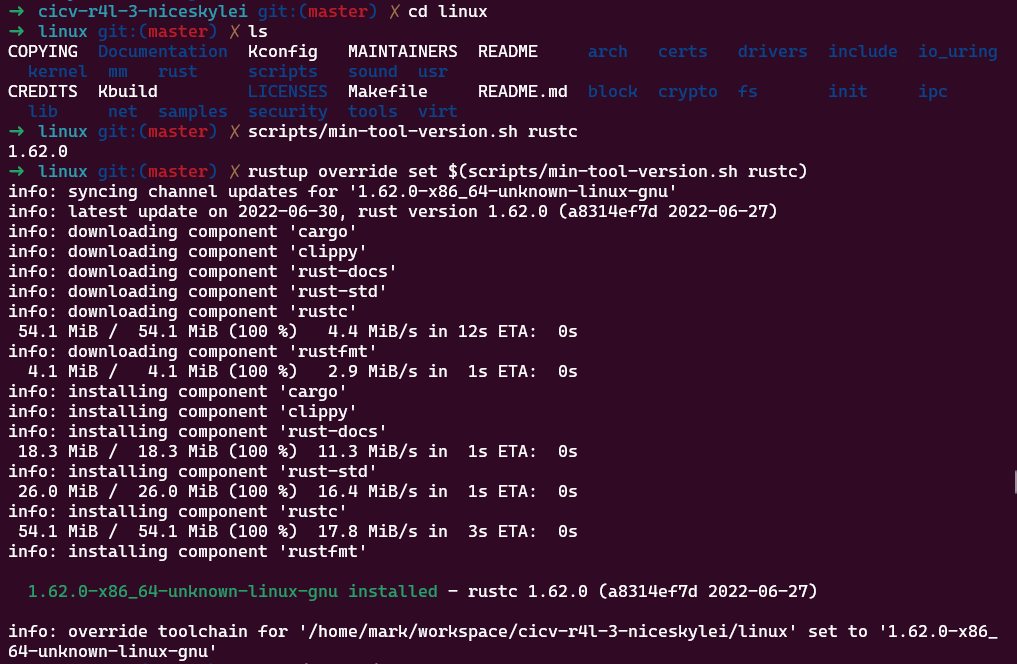 → cicv-r4l-3-niceskylei git:(master) ✗ cd linux
→ linux git:(master) ✗ ls
COPYING  Documentation  Kconfig   MAINTAINERS  README     arch   certs   drivers  include  io_uring
  kernel  mm   rust     scripts   sound  usr
CREDITS  Kbuild         LICENSES  Makefile     README.md  block  crypto  fs       init     ipc
  lib     net  samples  security  tools  virt
→ linux git:(master) ✗ scripts/min-tool-version.sh rustc
1.62.0
→ linux git:(master) ✗ rustup override set $(scripts/min-tool-version.sh rustc)
info: syncing channel updates for '1.62.0-x86_64-unknown-linux-gnu'
info: latest update on 2022-06-30, rust version 1.62.0 (a8314ef7d 2022-06-27)
info: downloading component 'cargo'
info: downloading component 'clippy'
info: downloading component 'rust-docs'
info: downloading component 'rust-std'
info: downloading component 'rustc'
 54.1 MiB /  54.1 MiB (100 %)   4.4 MiB/s in 12s ETA:  0s
info: downloading component 'rustfmt'
  4.1 MiB /   4.1 MiB (100 %)   2.9 MiB/s in  1s ETA:  0s
info: installing component 'cargo'
info: installing component 'clippy'
info: installing component 'rust-docs'
 18.3 MiB /  18.3 MiB (100 %)  11.3 MiB/s in  1s ETA:  0s
info: installing component 'rust-std'
 26.0 MiB /  26.0 MiB (100 %)  16.4 MiB/s in  1s ETA:  0s
info: installing component 'rustc'
 54.1 MiB /  54.1 MiB (100 %)  17.8 MiB/s in  3s ETA:  0s
info: installing component 'rustfmt'
  1.62.0-x86_64-unknown-linux-gnu installed - rustc 1.62.0 (a8314ef7d 2022-06-27)
info: override toolchain for '/home/mark/workspace/cicv-r4l-3-niceskylei/linux' set to '1.62.0-x86_
64-unknown-linux-gnu'